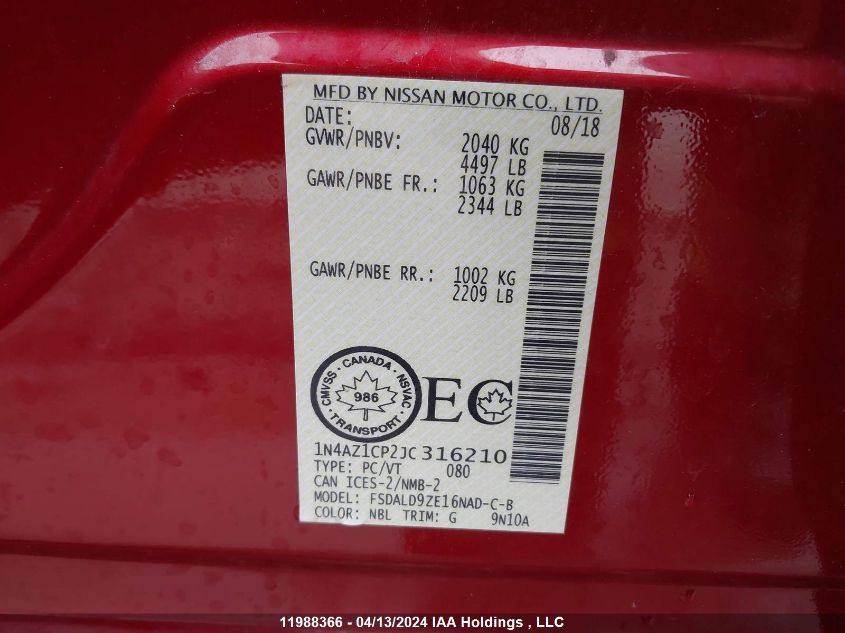 MFD BY NISSAN MOTOR CO., LTD.
DATE: 08/18
GVWR/PNBV: 2040 KG
4497 LB
GAWR/PNBE FR.: 1063 KG
2344 LB
GAWR/PNBE RR.: 1002 KG
2209 LB
CMVSS · CANADA · NSVAC
986
TRANSPORT
EC
1N4AZ1CP2JC316210
TYPE: PC/VT 080
CAN ICES-2/NMB-2
MODEL: FSDALD9ZE16NAD-C-B
COLOR: NBL TRIM: G 9N10A
11988366 - 04/13/2024 IAA Holdings , LLC